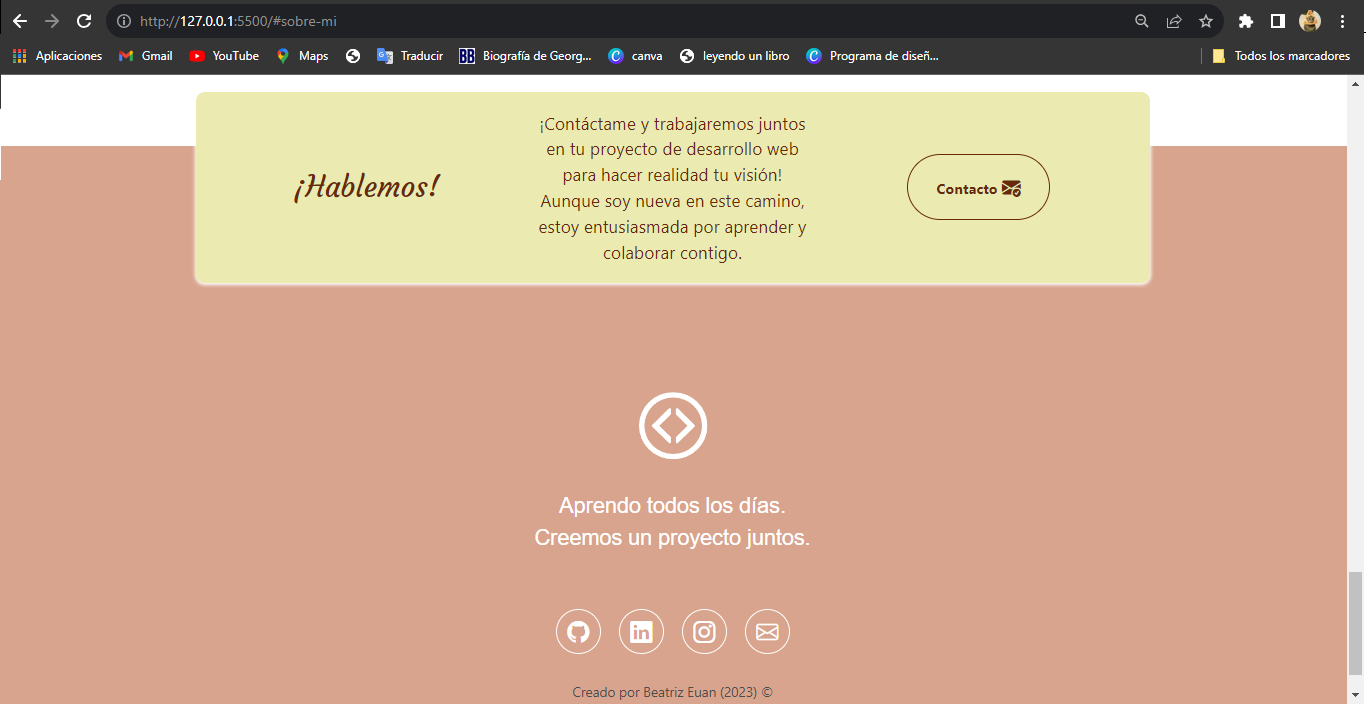 http://127.0.0.1:5500/#sobre-mi
Aplicaciones Gmail YouTube Maps Traducir Biografía de Georg... canva leyendo un libro Programa de diseñ... Todos los marcadores
¡Hablemos!
¡Contáctame y trabajaremos juntos
en tu proyecto de desarrollo web
para hacer realidad tu visión!
Aunque soy nueva en este camino,
estoy entusiasmada por aprender y
colaborar contigo.
Contacto
Aprendo todos los días.
Creemos un proyecto juntos.
Creado por Beatriz Euan (2023) ©